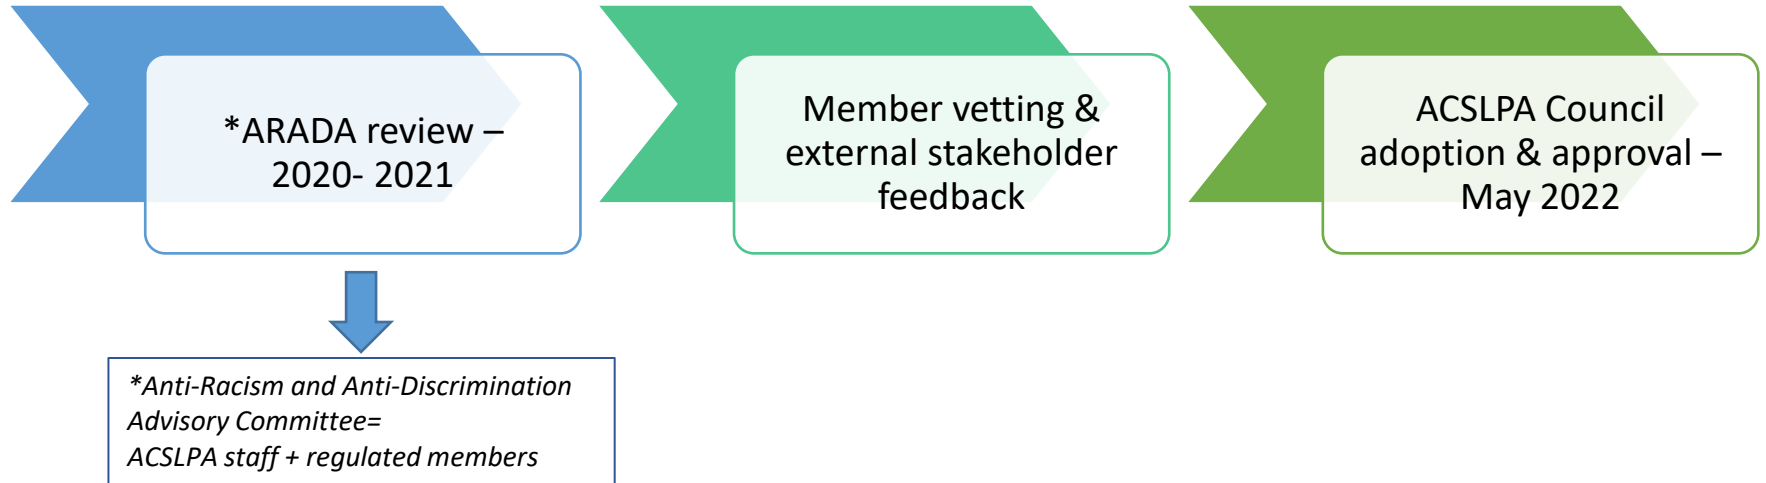 *ARADA review –
2020- 2021
Member vetting &
external stakeholder
feedback
ACSLPA Council
adoption & approval –
May 2022
*Anti-Racism and Anti-Discrimination
Advisory Committee=
ACSLPA staff + regulated members